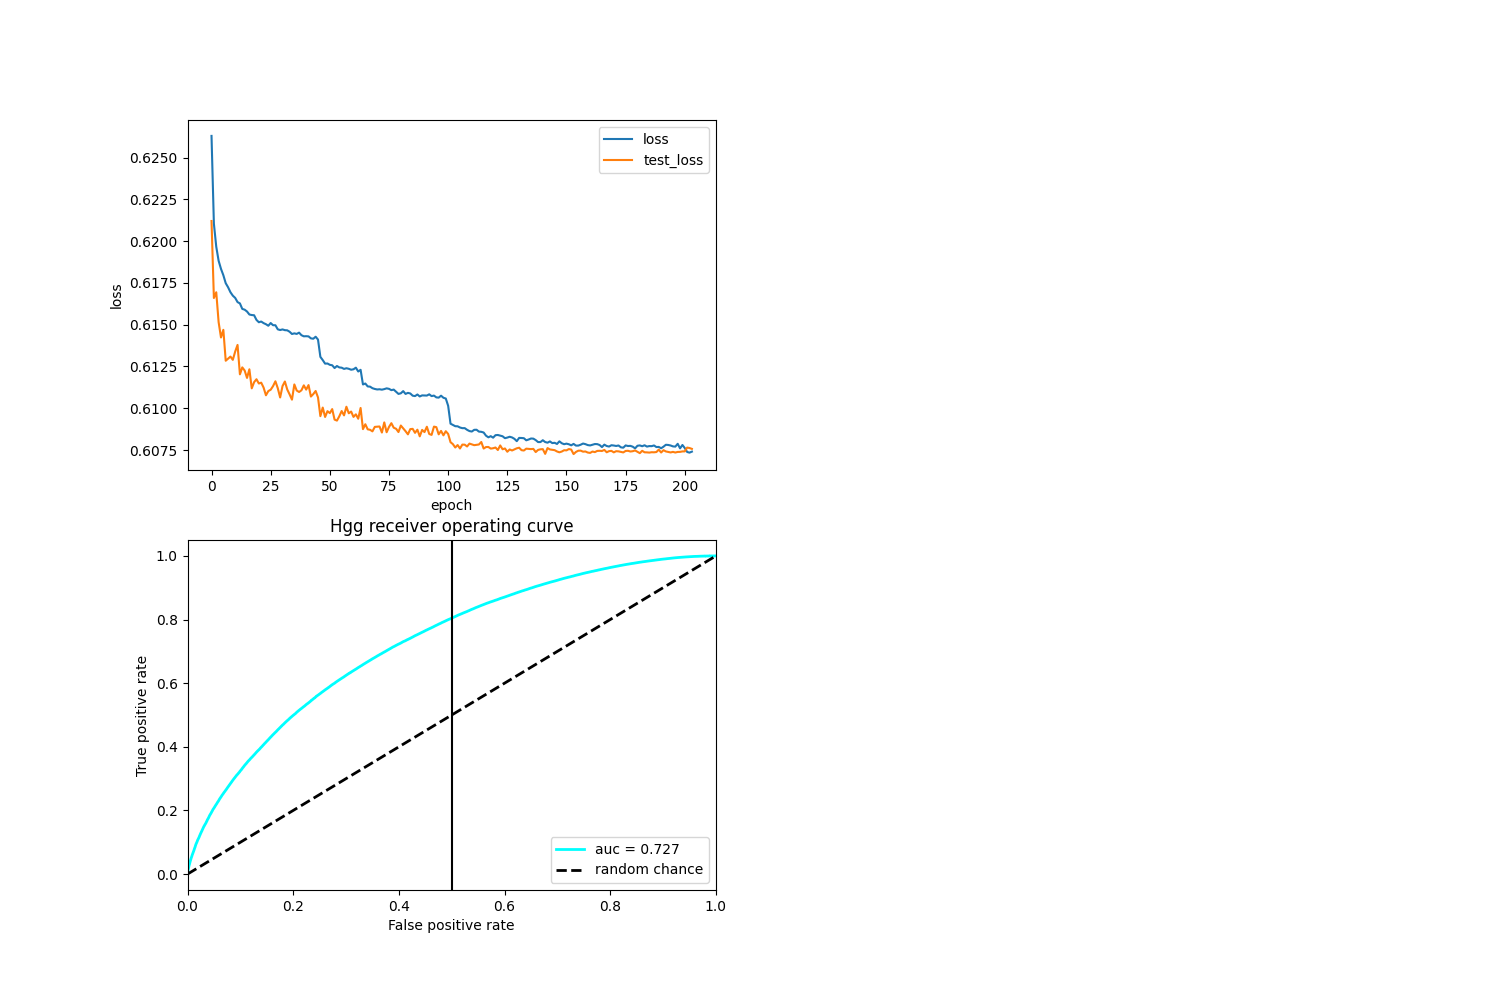 loss
test_loss
0.6250
0.6225
0.6200
0.6175
0.6150
0.6125
0.6100
0.6075
loss
0 25 50 75 100 125 150 175 200
epoch
Hgg receiver operating curve
1.0
0.8
0.6
0.4
0.2
0.0
True positive rate
auc = 0.727
random chance
0.0 0.2 0.4 0.6 0.8 1.0
False positive rate